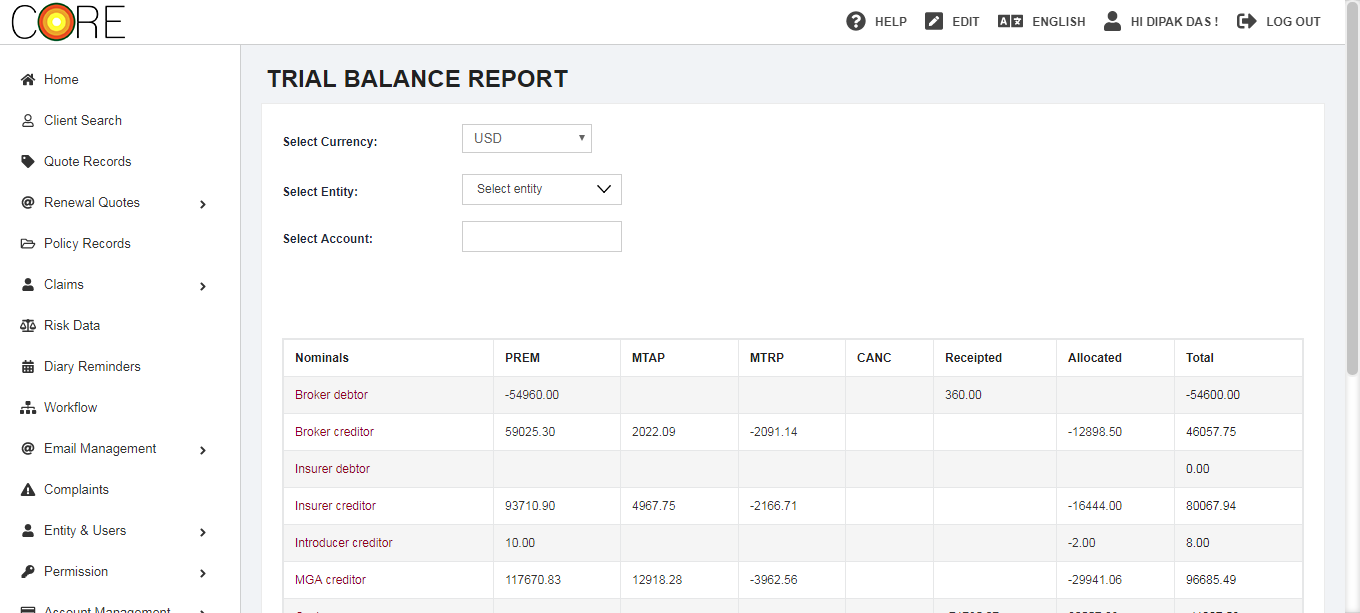 CORE
HELP EDIT ENGLISH HI DIPAK DAS ! LOG OUT
Home
Client Search
Quote Records
Renewal Quotes
Policy Records
Claims
Risk Data
Diary Reminders
Workflow
Email Management
Complaints
Entity & Users
Permission
Account Management
TRIAL BALANCE REPORT
Select Currency: USD
Select Entity: Select entity
Select Account:
Nominals PREM MTAP MTRP CANC Receipted Allocated Total
Broker debtor -54960.00 360.00 -54600.00
Broker creditor 59025.30 2022.09 -2091.14 -12898.50 46057.75
Insurer debtor 0.00
Insurer creditor 93710.90 4967.75 -2166.71 -16444.00 80067.94
Introducer creditor 10.00 -2.00 8.00
MGA creditor 117670.83 12918.28 -3962.56 -29941.06 96685.49